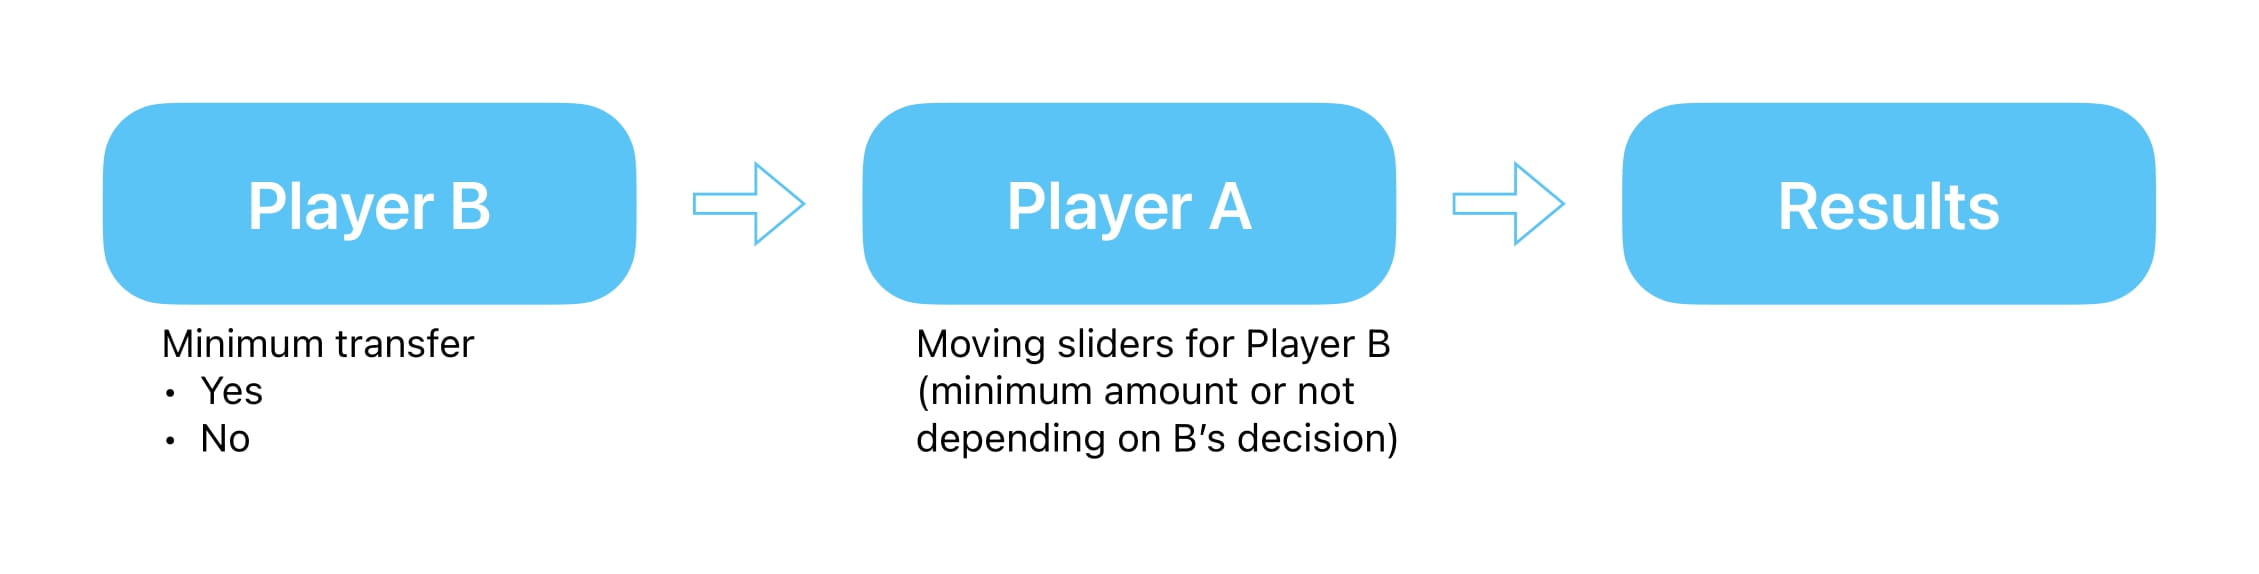 Player B
Minimum transfer
• Yes
• No
Player A
Moving sliders for Player B
(minimum amount or not
depending on B’s decision)
Results